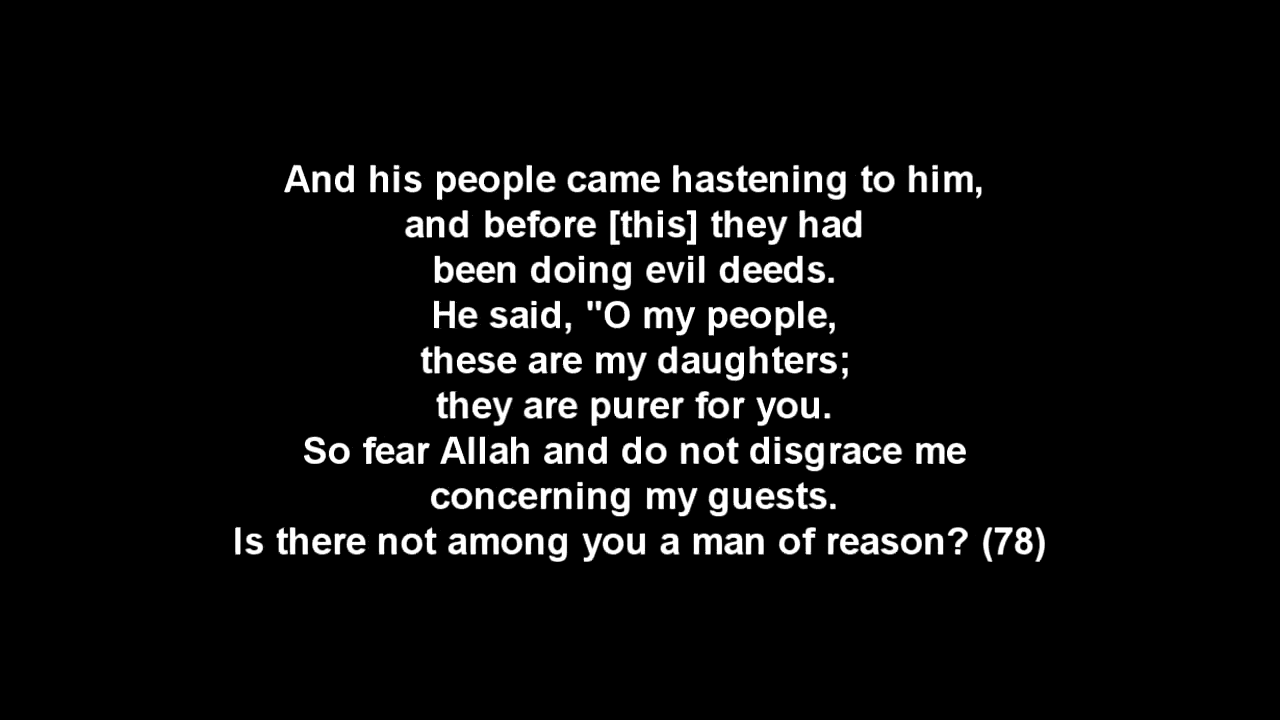 And his people came hastening to him,
and before [this] they had
been doing evil deeds.
He said, "O my people,
these are my daughters;
they are purer for you.
So fear Allah and do not disgrace me
concerning my guests.
Is there not among you a man of reason? (78)